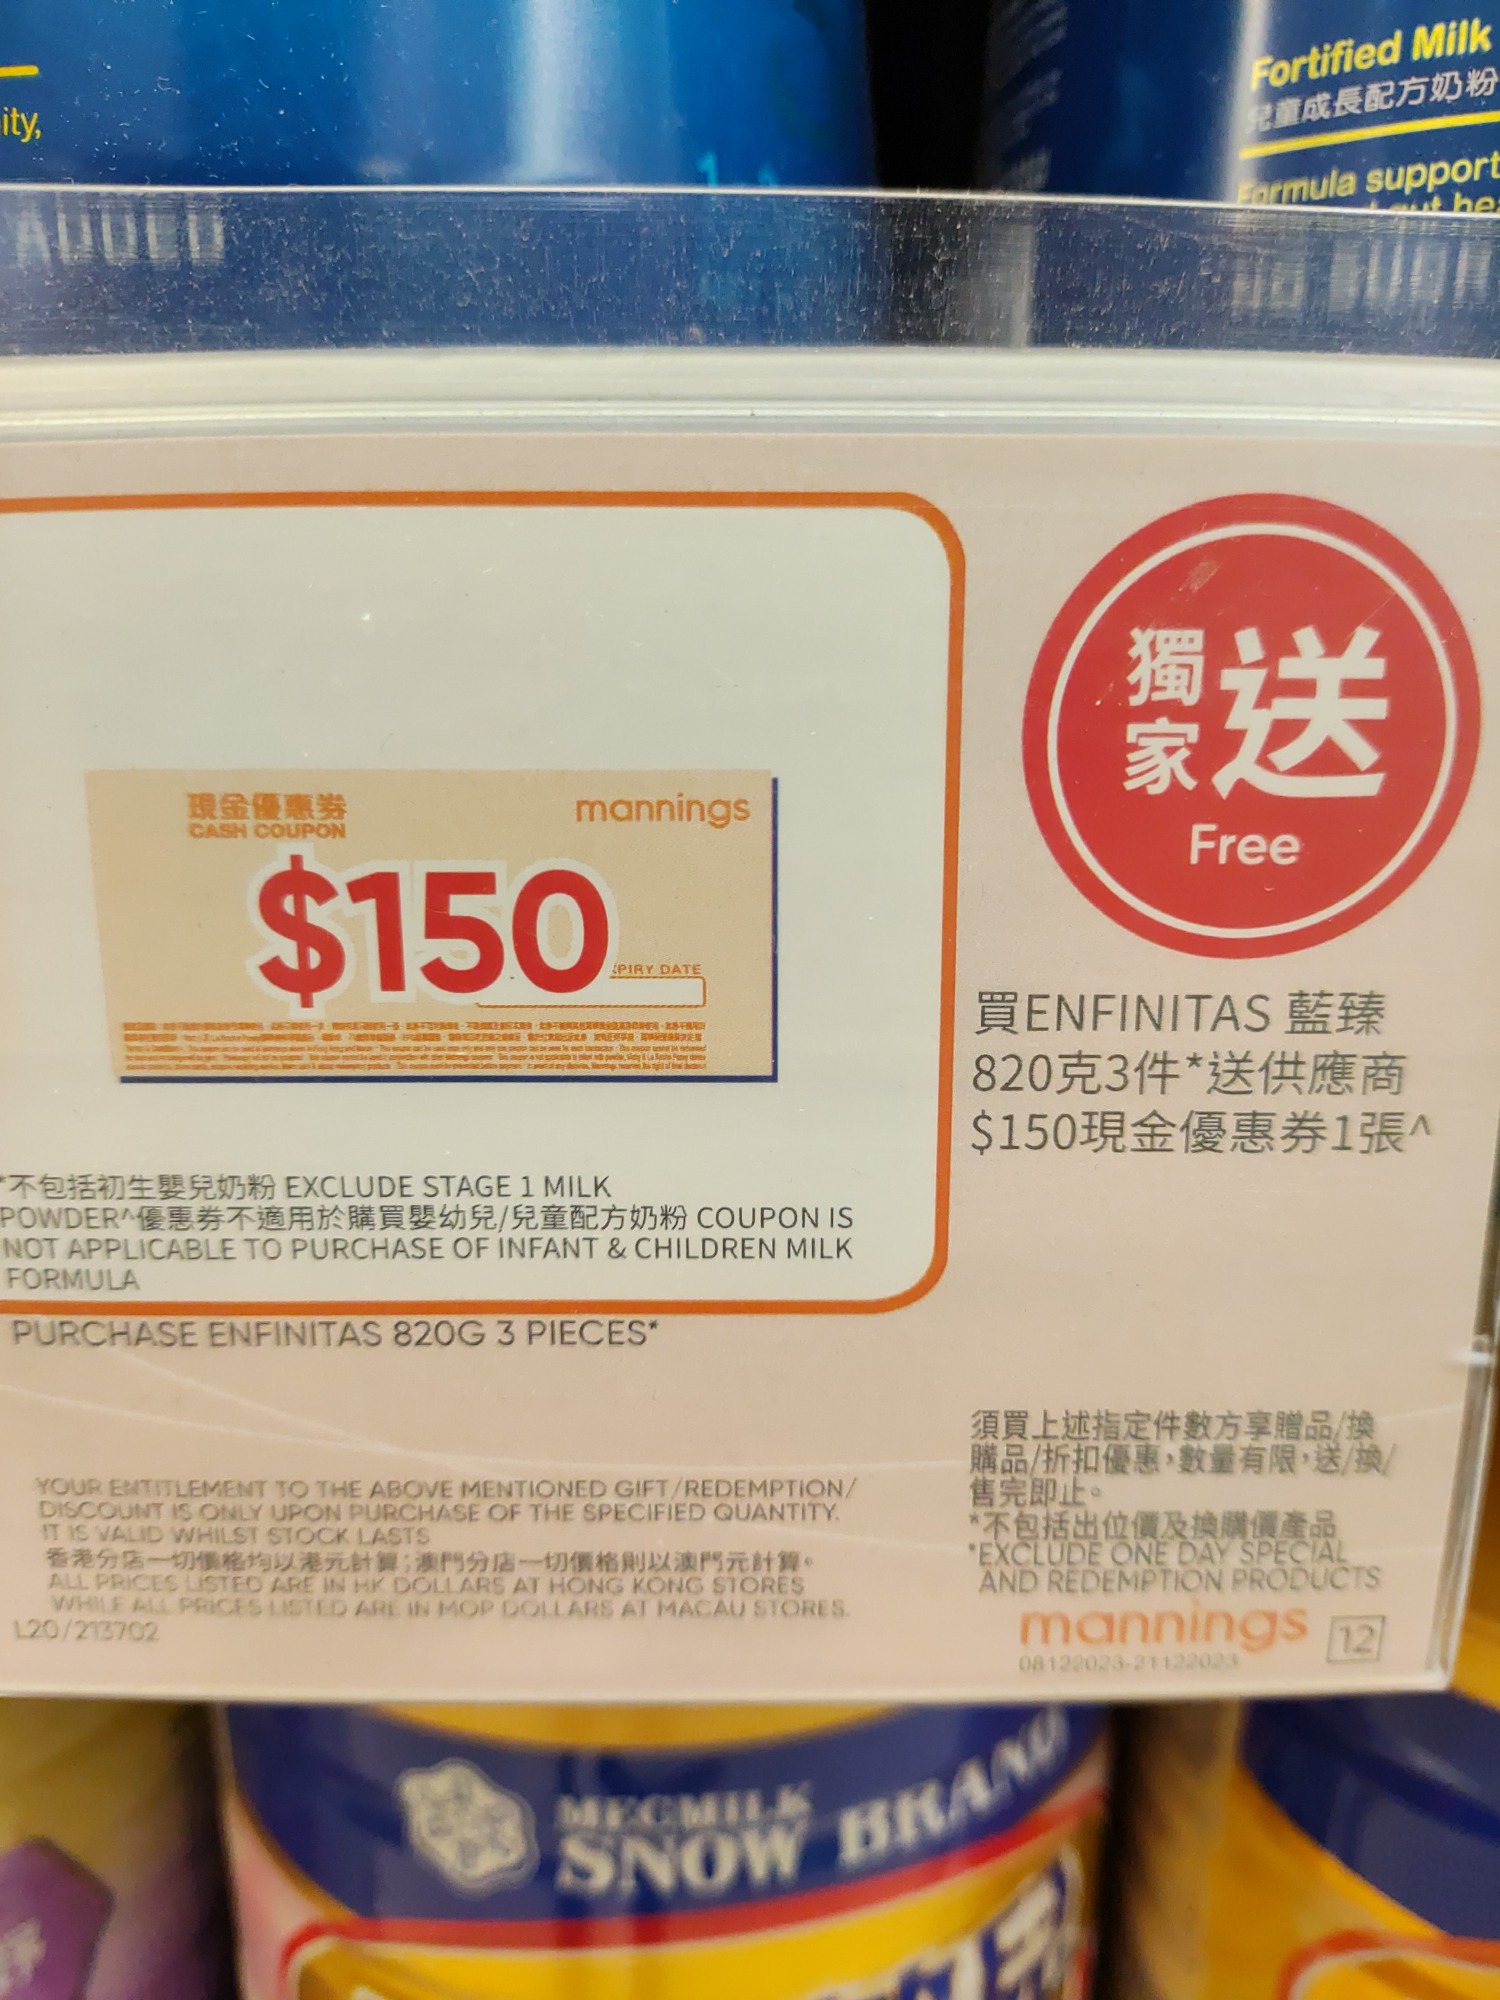 Fortified Milk
兒童成長配方奶粉
ity,
Formula support
gut hea
ADDED
獨家送
Free
現金優惠券
CASH COUPON
mannings
$150
PIRY DATE
買ENFINITAS 藍臻
820克3件*送供應商
$150現金優惠券1張^
*不包括初生嬰兒奶粉 EXCLUDE STAGE 1 MILK
POWDER^優惠券不適用於購買嬰幼兒/兒童配方奶粉 COUPON IS
NOT APPLICABLE TO PURCHASE OF INFANT & CHILDREN MILK
FORMULA
PURCHASE ENFINITAS 820G 3 PIECES*
須買上述指定件數方享贈品/換
購品/折扣優惠，數量有限，送/換/
售完即止。
*不包括出位價及換購價產品
*EXCLUDE ONE DAY SPECIAL
AND REDEMPTION PRODUCTS
YOUR ENTITLEMENT TO THE ABOVE MENTIONED GIFT/REDEMPTION/
DISCOUNT IS ONLY UPON PURCHASE OF THE SPECIFIED QUANTITY.
IT IS VALID WHILST STOCK LASTS
香港分店一切價格均以港元計算；澳門分店一切價格則以澳門元計算。
ALL PRICES LISTED ARE IN HK DOLLARS AT HONG KONG STORES
WHILE ALL PRICES LISTED ARE IN MOP DOLLARS AT MACAU STORES.
L20/213702
mannings 12
08122023-21122023
MEGMILK
SNOW BRAND